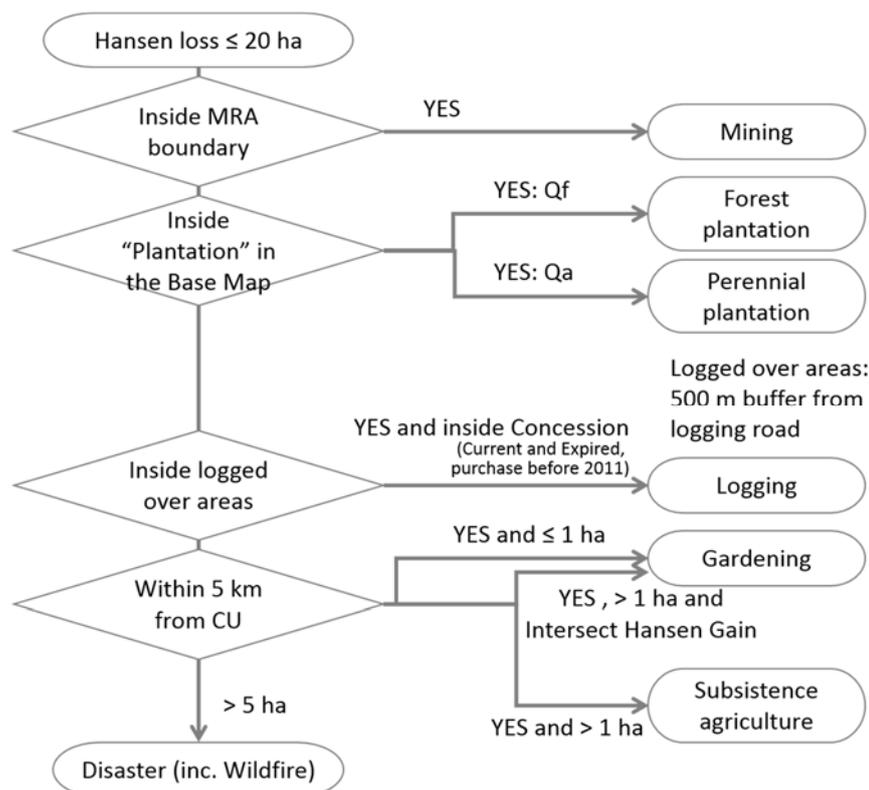 Hansen loss ≤ 20 ha
Inside MRA
boundary
YES
Mining
Inside
“Plantation” in
the Base Map
YES: Qf
Forest
plantation
YES: Qa
Perennial
plantation
Logged over areas:
500 m buffer from
logging road
Inside logged
over areas
YES and inside Concession
(Current and Expired,
purchase before 2011)
Logging
Within 5 km
from CU
YES and ≤ 1 ha
Gardening
YES , > 1 ha and
Intersect Hansen Gain
YES and > 1 ha
Subsistence
agriculture
> 5 ha
Disaster (inc. Wildfire)